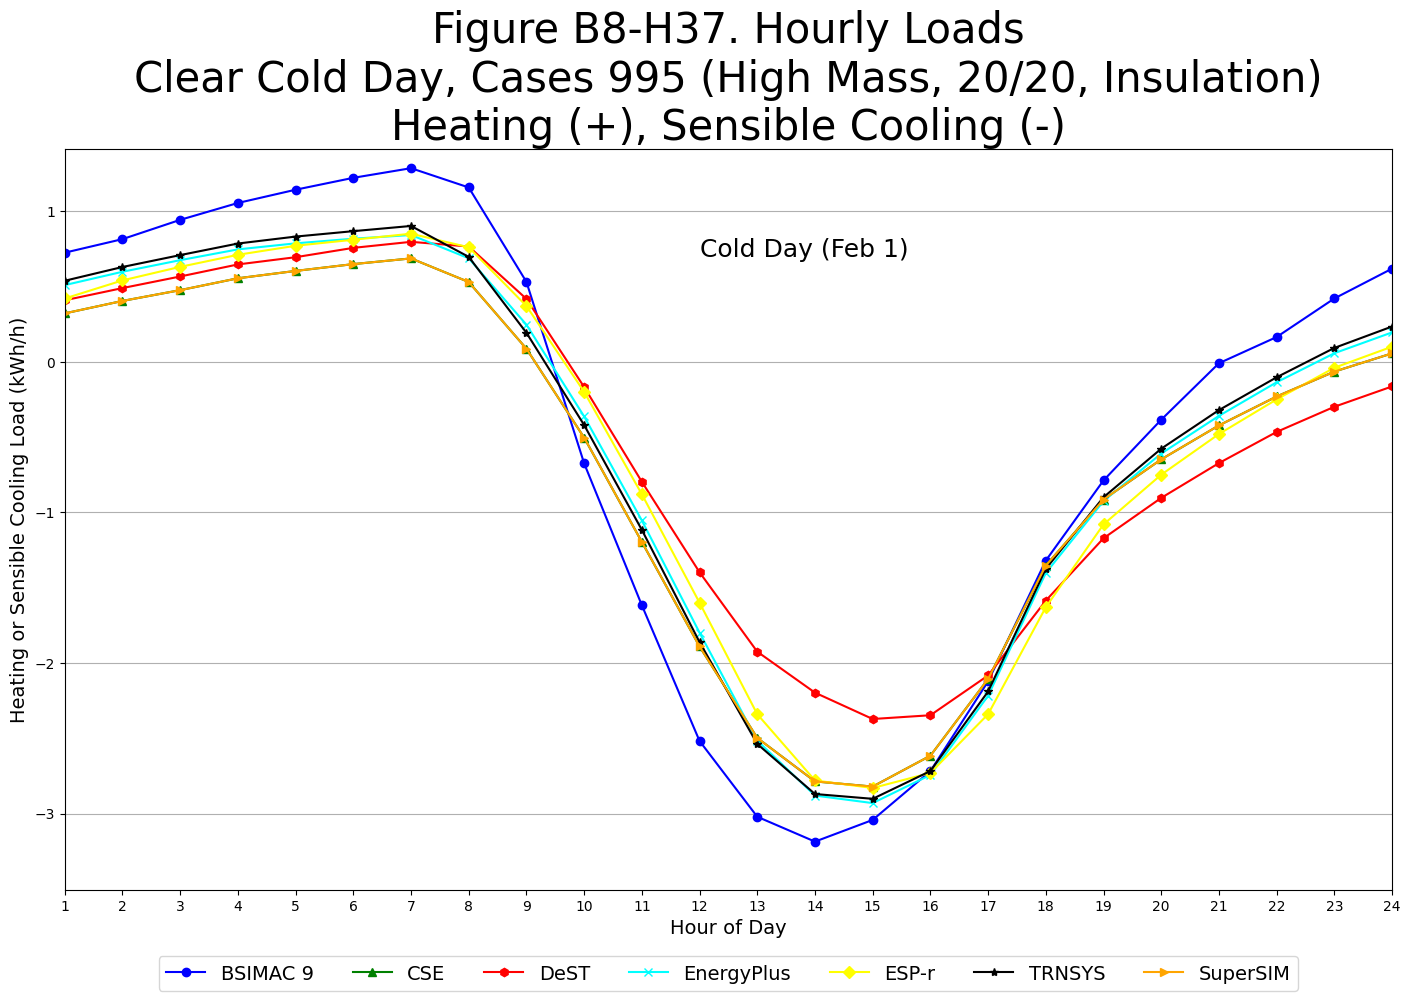 Figure B8-H37. Hourly Loads
Clear Cold Day, Cases 995 (High Mass, 20/20, Insulation)
Heating (+), Sensible Cooling (-)
Cold Day (Feb 1)
Heating or Sensible Cooling Load (kWh/h)
1
0
−1
−2
−3
1 2 3 4 5 6 7 8 9 10 11 12 13 14 15 16 17 18 19 20 21 22 23 24
Hour of Day
BSIMAC 9 CSE DeST EnergyPlus ESP-r TRNSYS SuperSIM